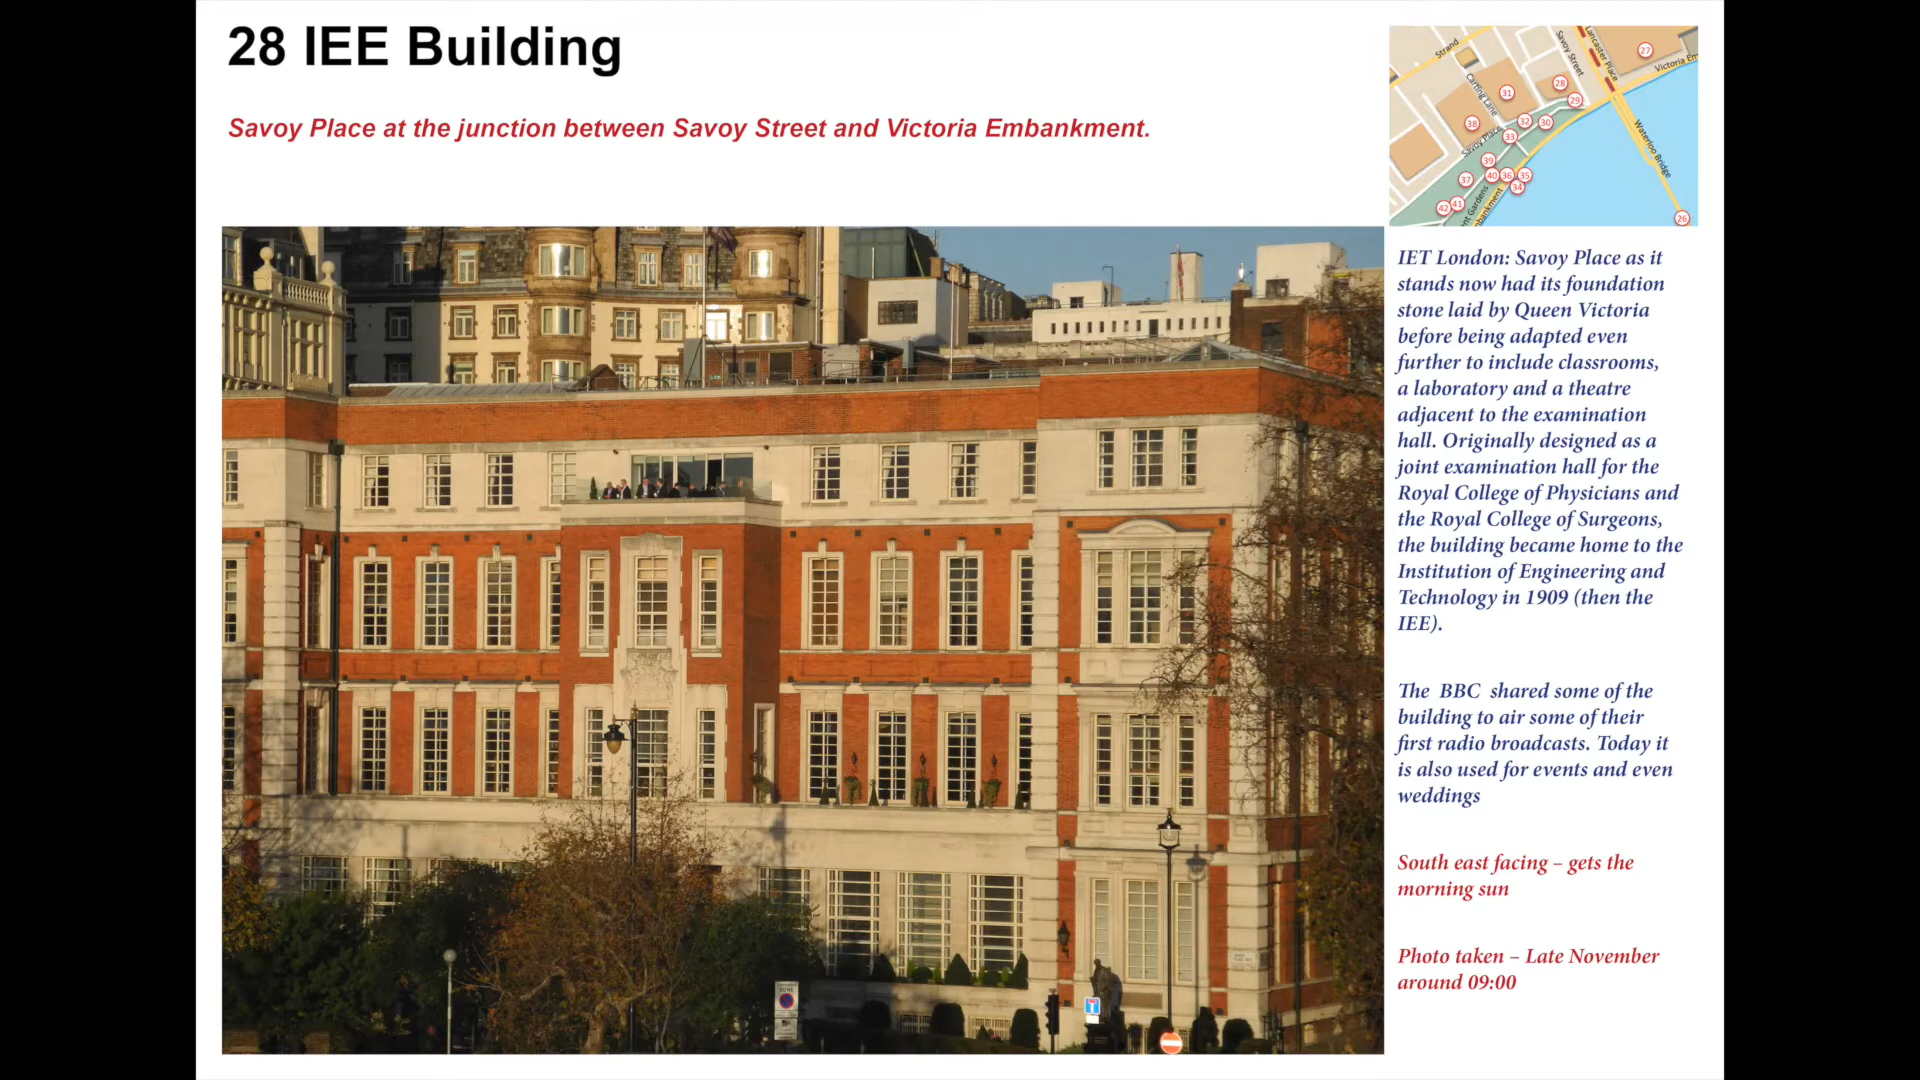 28 IEE Building
Savoy Place at the junction between Savoy Street and Victoria Embankment.
Strand
Carting Lane
Savoy Street
Lancaster Place
Victoria Em
Savoy Place
Waterloo Bridge
nt Gardens
bankment
27
28
29
31
38
32
30
33
39
37
40
36
35
34
42
41
26
IET London: Savoy Place as it
stands now had its foundation
stone laid by Queen Victoria
before being adapted even
further to include classrooms,
a laboratory and a theatre
adjacent to the examination
hall. Originally designed as a
joint examination hall for the
Royal College of Physicians and
the Royal College of Surgeons,
the building became home to the
Institution of Engineering and
Technology in 1909 (then the
IEE).
The BBC shared some of the
building to air some of their
first radio broadcasts. Today it
is also used for events and even
weddings
South east facing – gets the
morning sun
Photo taken – Late November
around 09:00